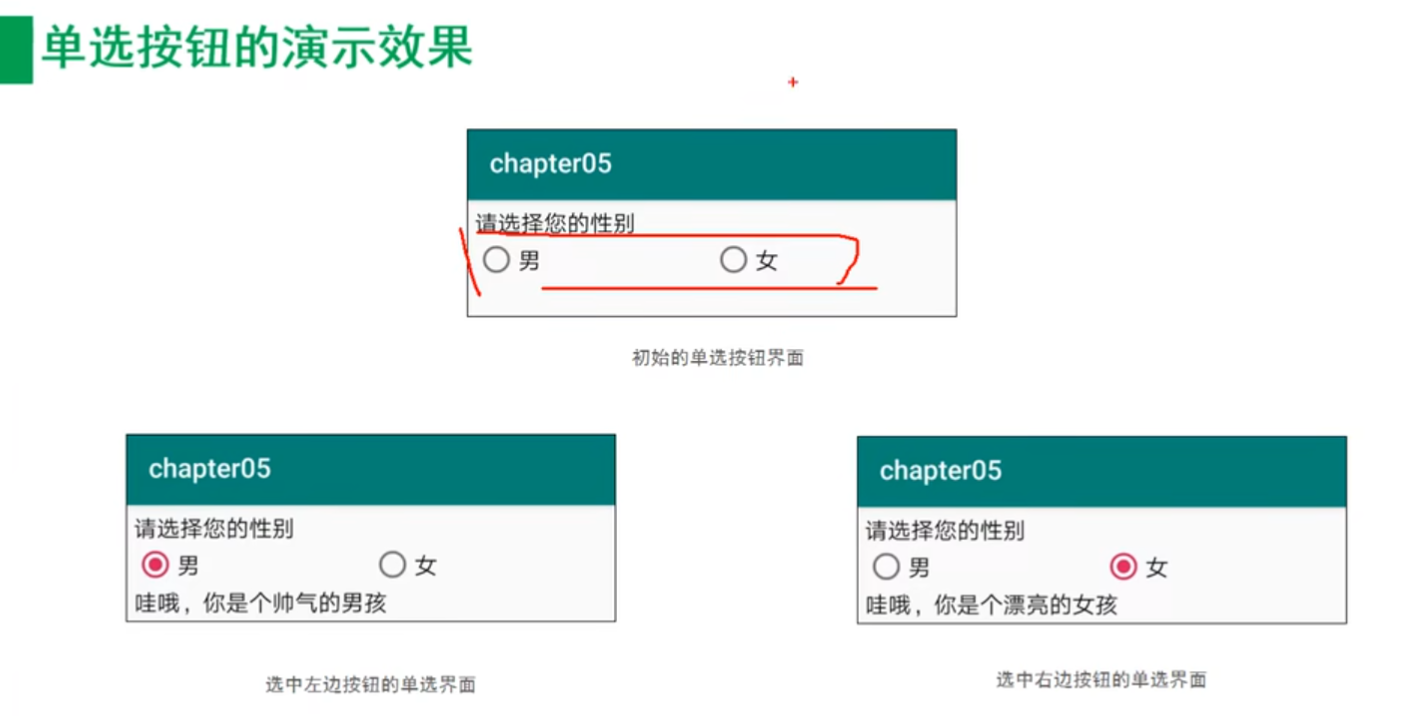 单选按钮的演示效果
chapter05
请选择您的性别
男 女
初始的单选按钮界面
chapter05
请选择您的性别
男 女
哇哦，你是个帅气的男孩
选中左边按钮的单选界面
chapter05
请选择您的性别
男 女
哇哦，你是个漂亮的女孩
选中右边按钮的单选界面